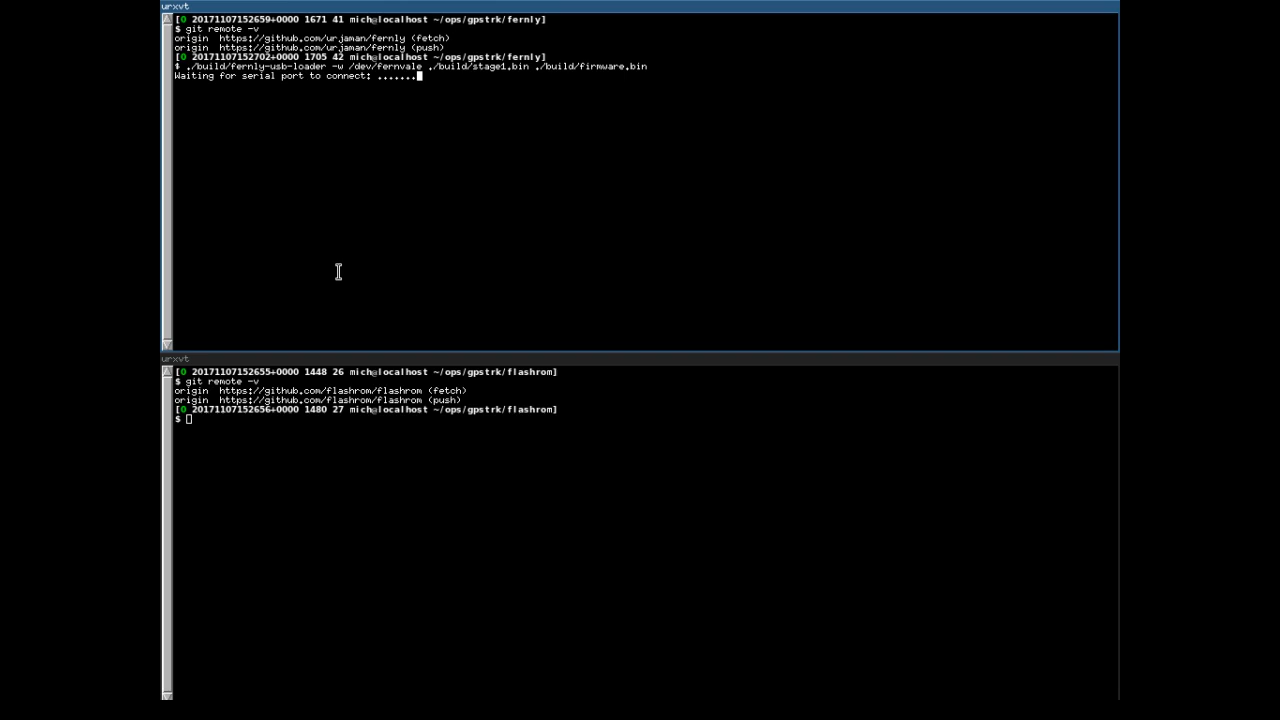 urxvt
[0 20171107152659+0000 1671 41 mich@localhost ~/ops/gpstrk/fernly]
$ git remote -v
origin  https://github.com/urjaman/fernly (fetch)
origin  https://github.com/urjaman/fernly (push)
[0 20171107152702+0000 1705 42 mich@localhost ~/ops/gpstrk/fernly]
$ ./build/fernly-usb-loader -w /dev/fernvale ./build/stage1.bin ./build/firmware.bin
Waiting for serial port to connect: .......
urxvt
[0 20171107152655+0000 1448 26 mich@localhost ~/ops/gpstrk/flashrom]
$ git remote -v
origin  https://github.com/flashrom/flashrom (fetch)
origin  https://github.com/flashrom/flashrom (push)
[0 20171107152656+0000 1480 27 mich@localhost ~/ops/gpstrk/flashrom]
$